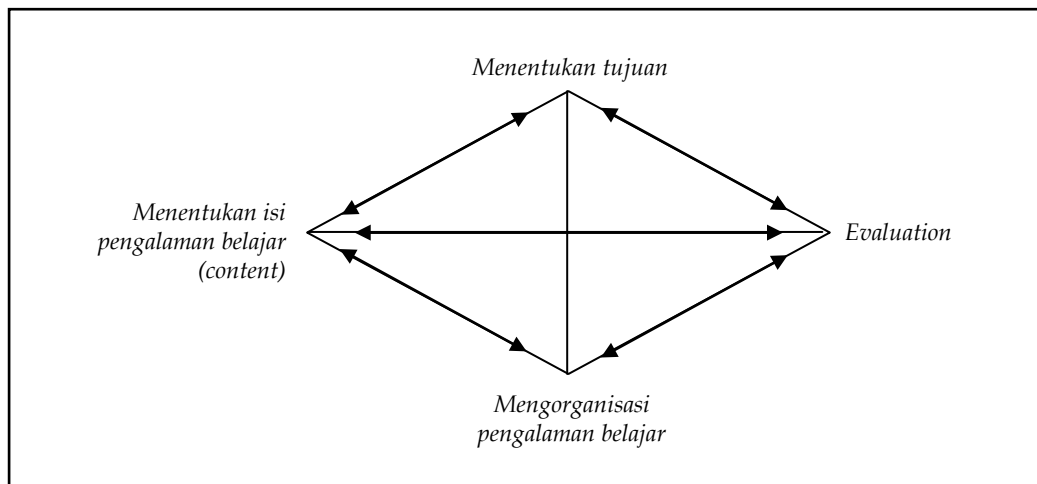 Menentukan tujuan
Menentukan isi
pengalaman belajar
(content)
Evaluation
Mengorganisasi
pengalaman belajar